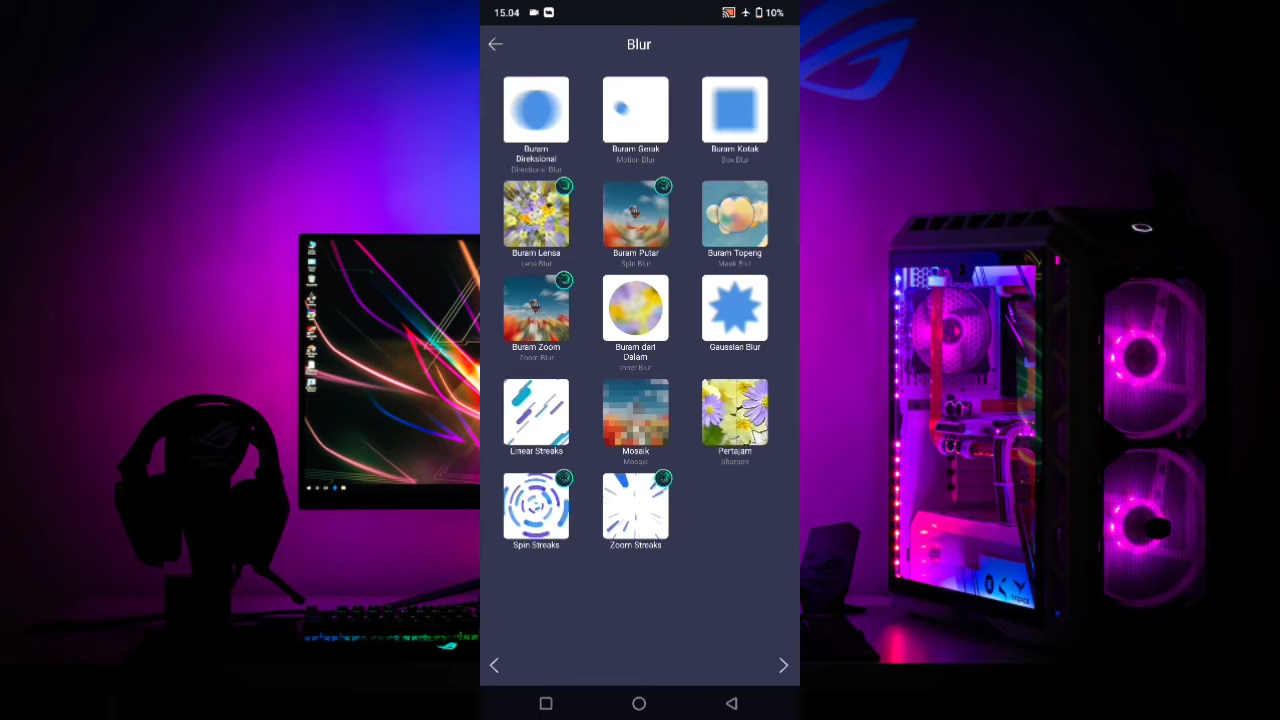 15.04
10%
Blur
Buram
Direksional
Directional Blur
Buram Gerak
Motion Blur
Buram Kotak
Box Blur
Buram Lensa
Lens Blur
Buram Putar
Spin Blur
Buram Topeng
Mask Blur
Buram Zoom
Zoom Blur
Buram dari
Dalam
Inner Blur
Gaussian Blur
Linear Streaks
Mosaik
Mosaic
Pertajam
Sharpen
Spin Streaks
Zoom Streaks
T-FORCE